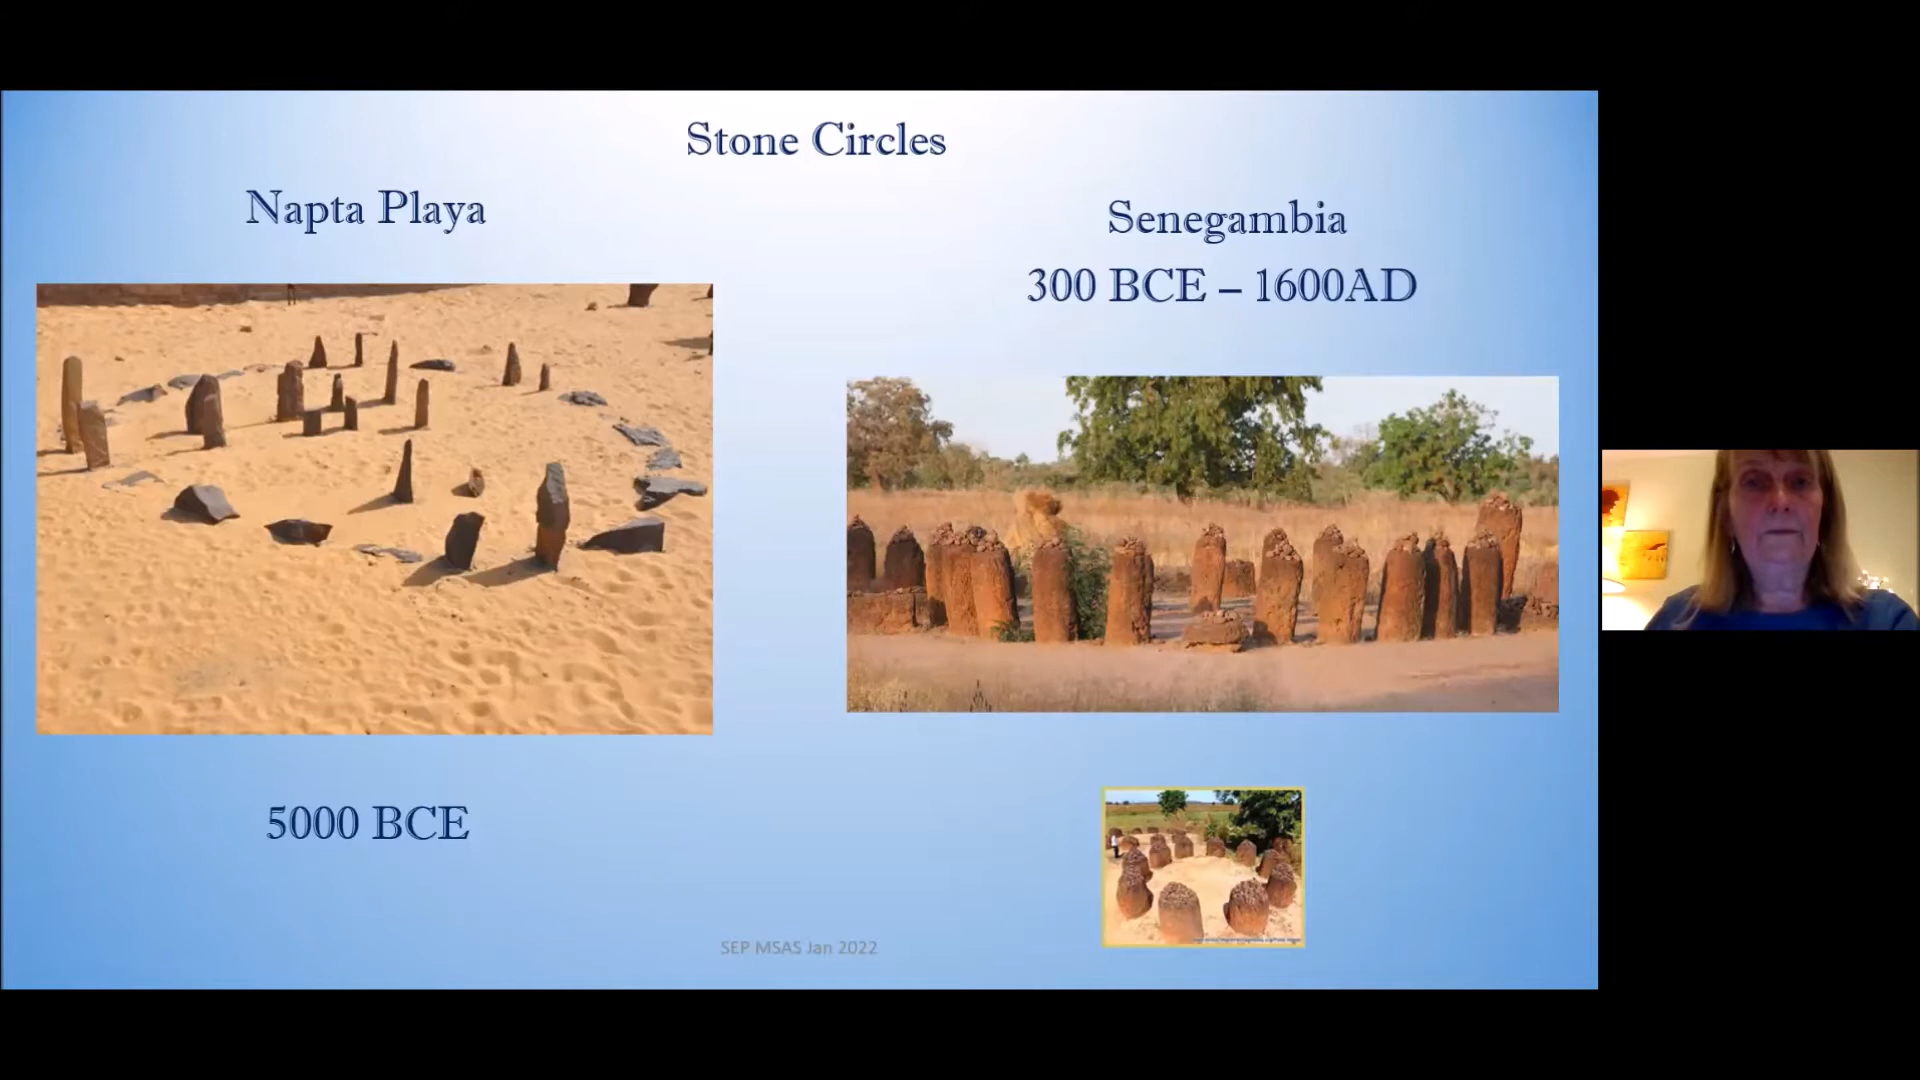 Stone Circles
Napta Playa
Senegambia
300 BCE – 1600AD
5000 BCE
SEP MSAS Jan 2022